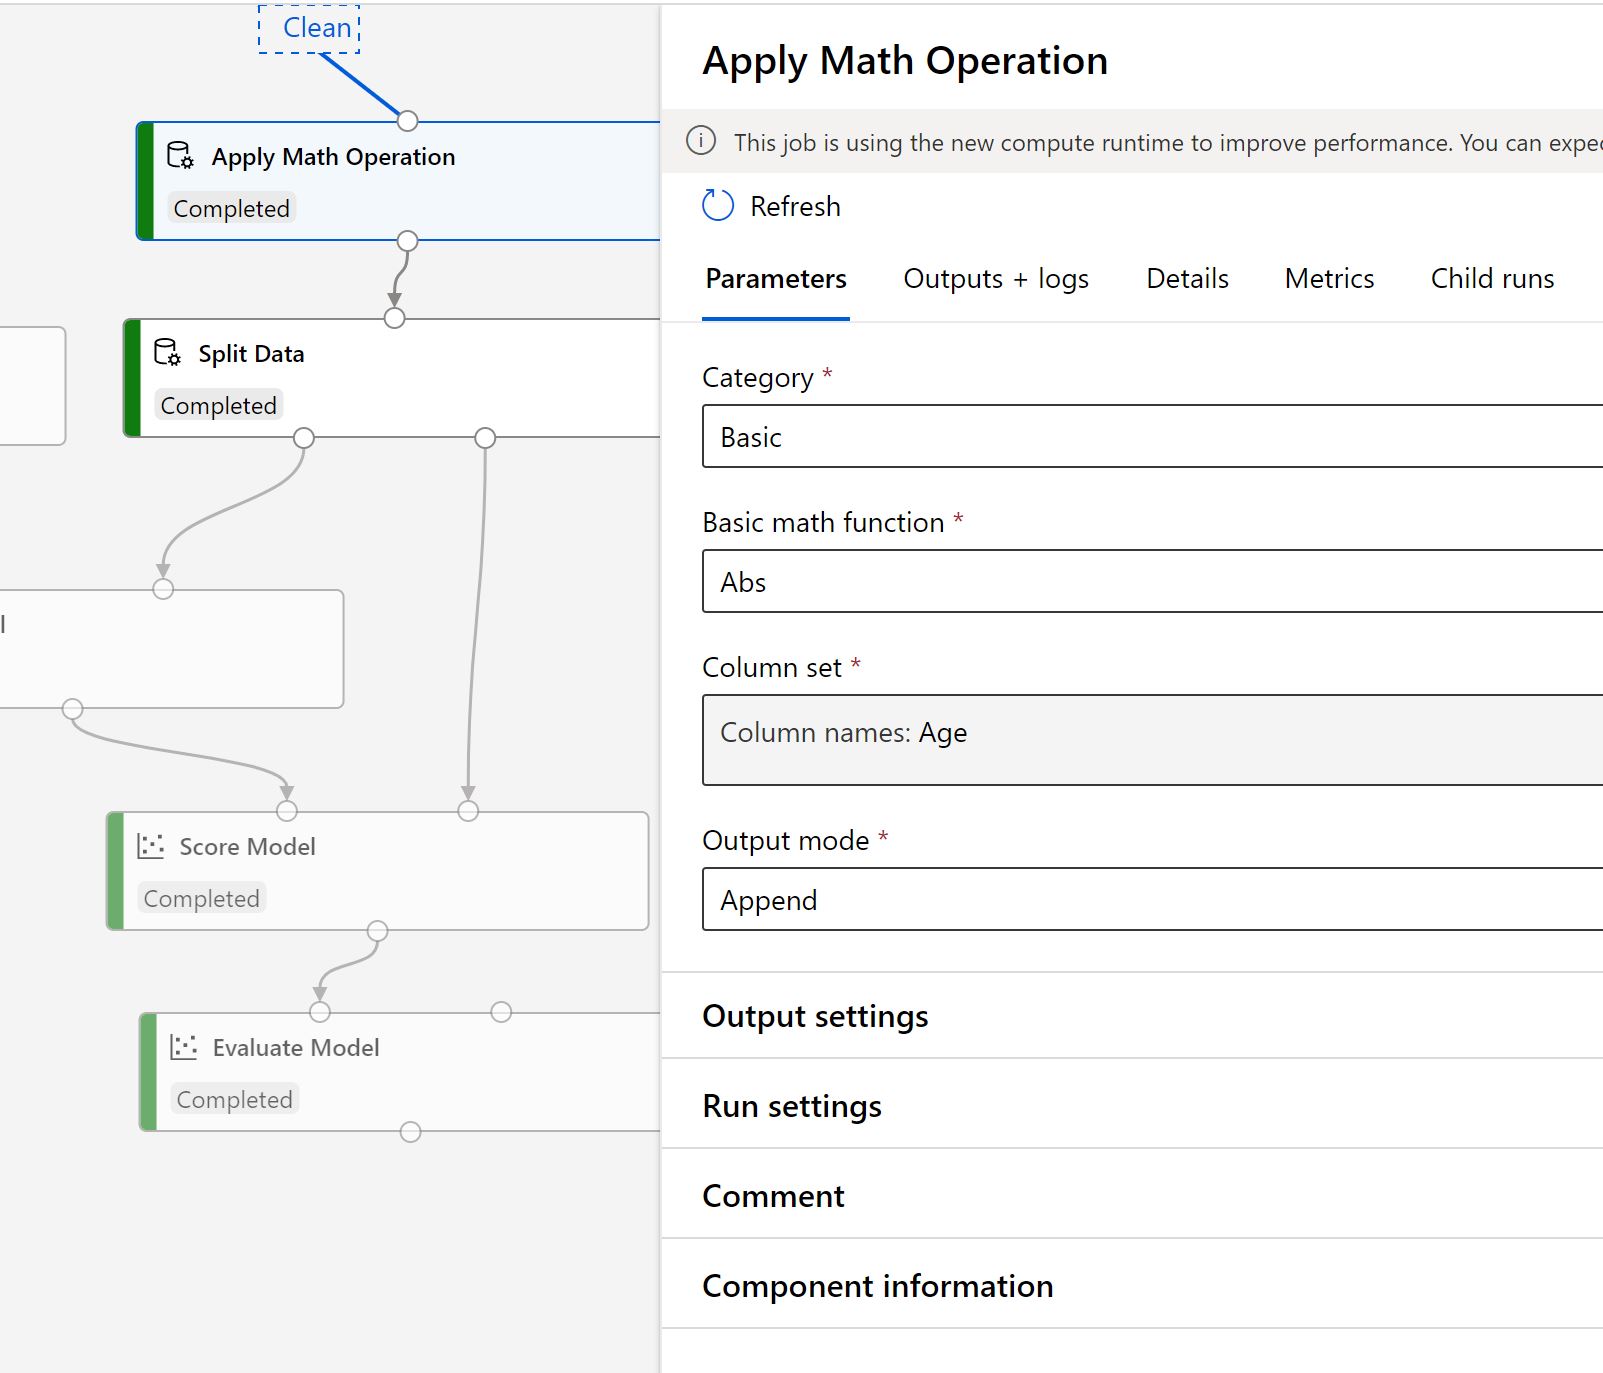 Clean
Apply Math Operation
Completed
Split Data
Completed
l
Score Model
Completed
Evaluate Model
Completed
Apply Math Operation
This job is using the new compute runtime to improve performance. You can
Refresh
Parameters Outputs + logs Details Metrics Child runs
Category *
Basic
Basic math function *
Abs
Column set *
Column names: Age
Output mode *
Append
Output settings
Run settings
Comment
Component information